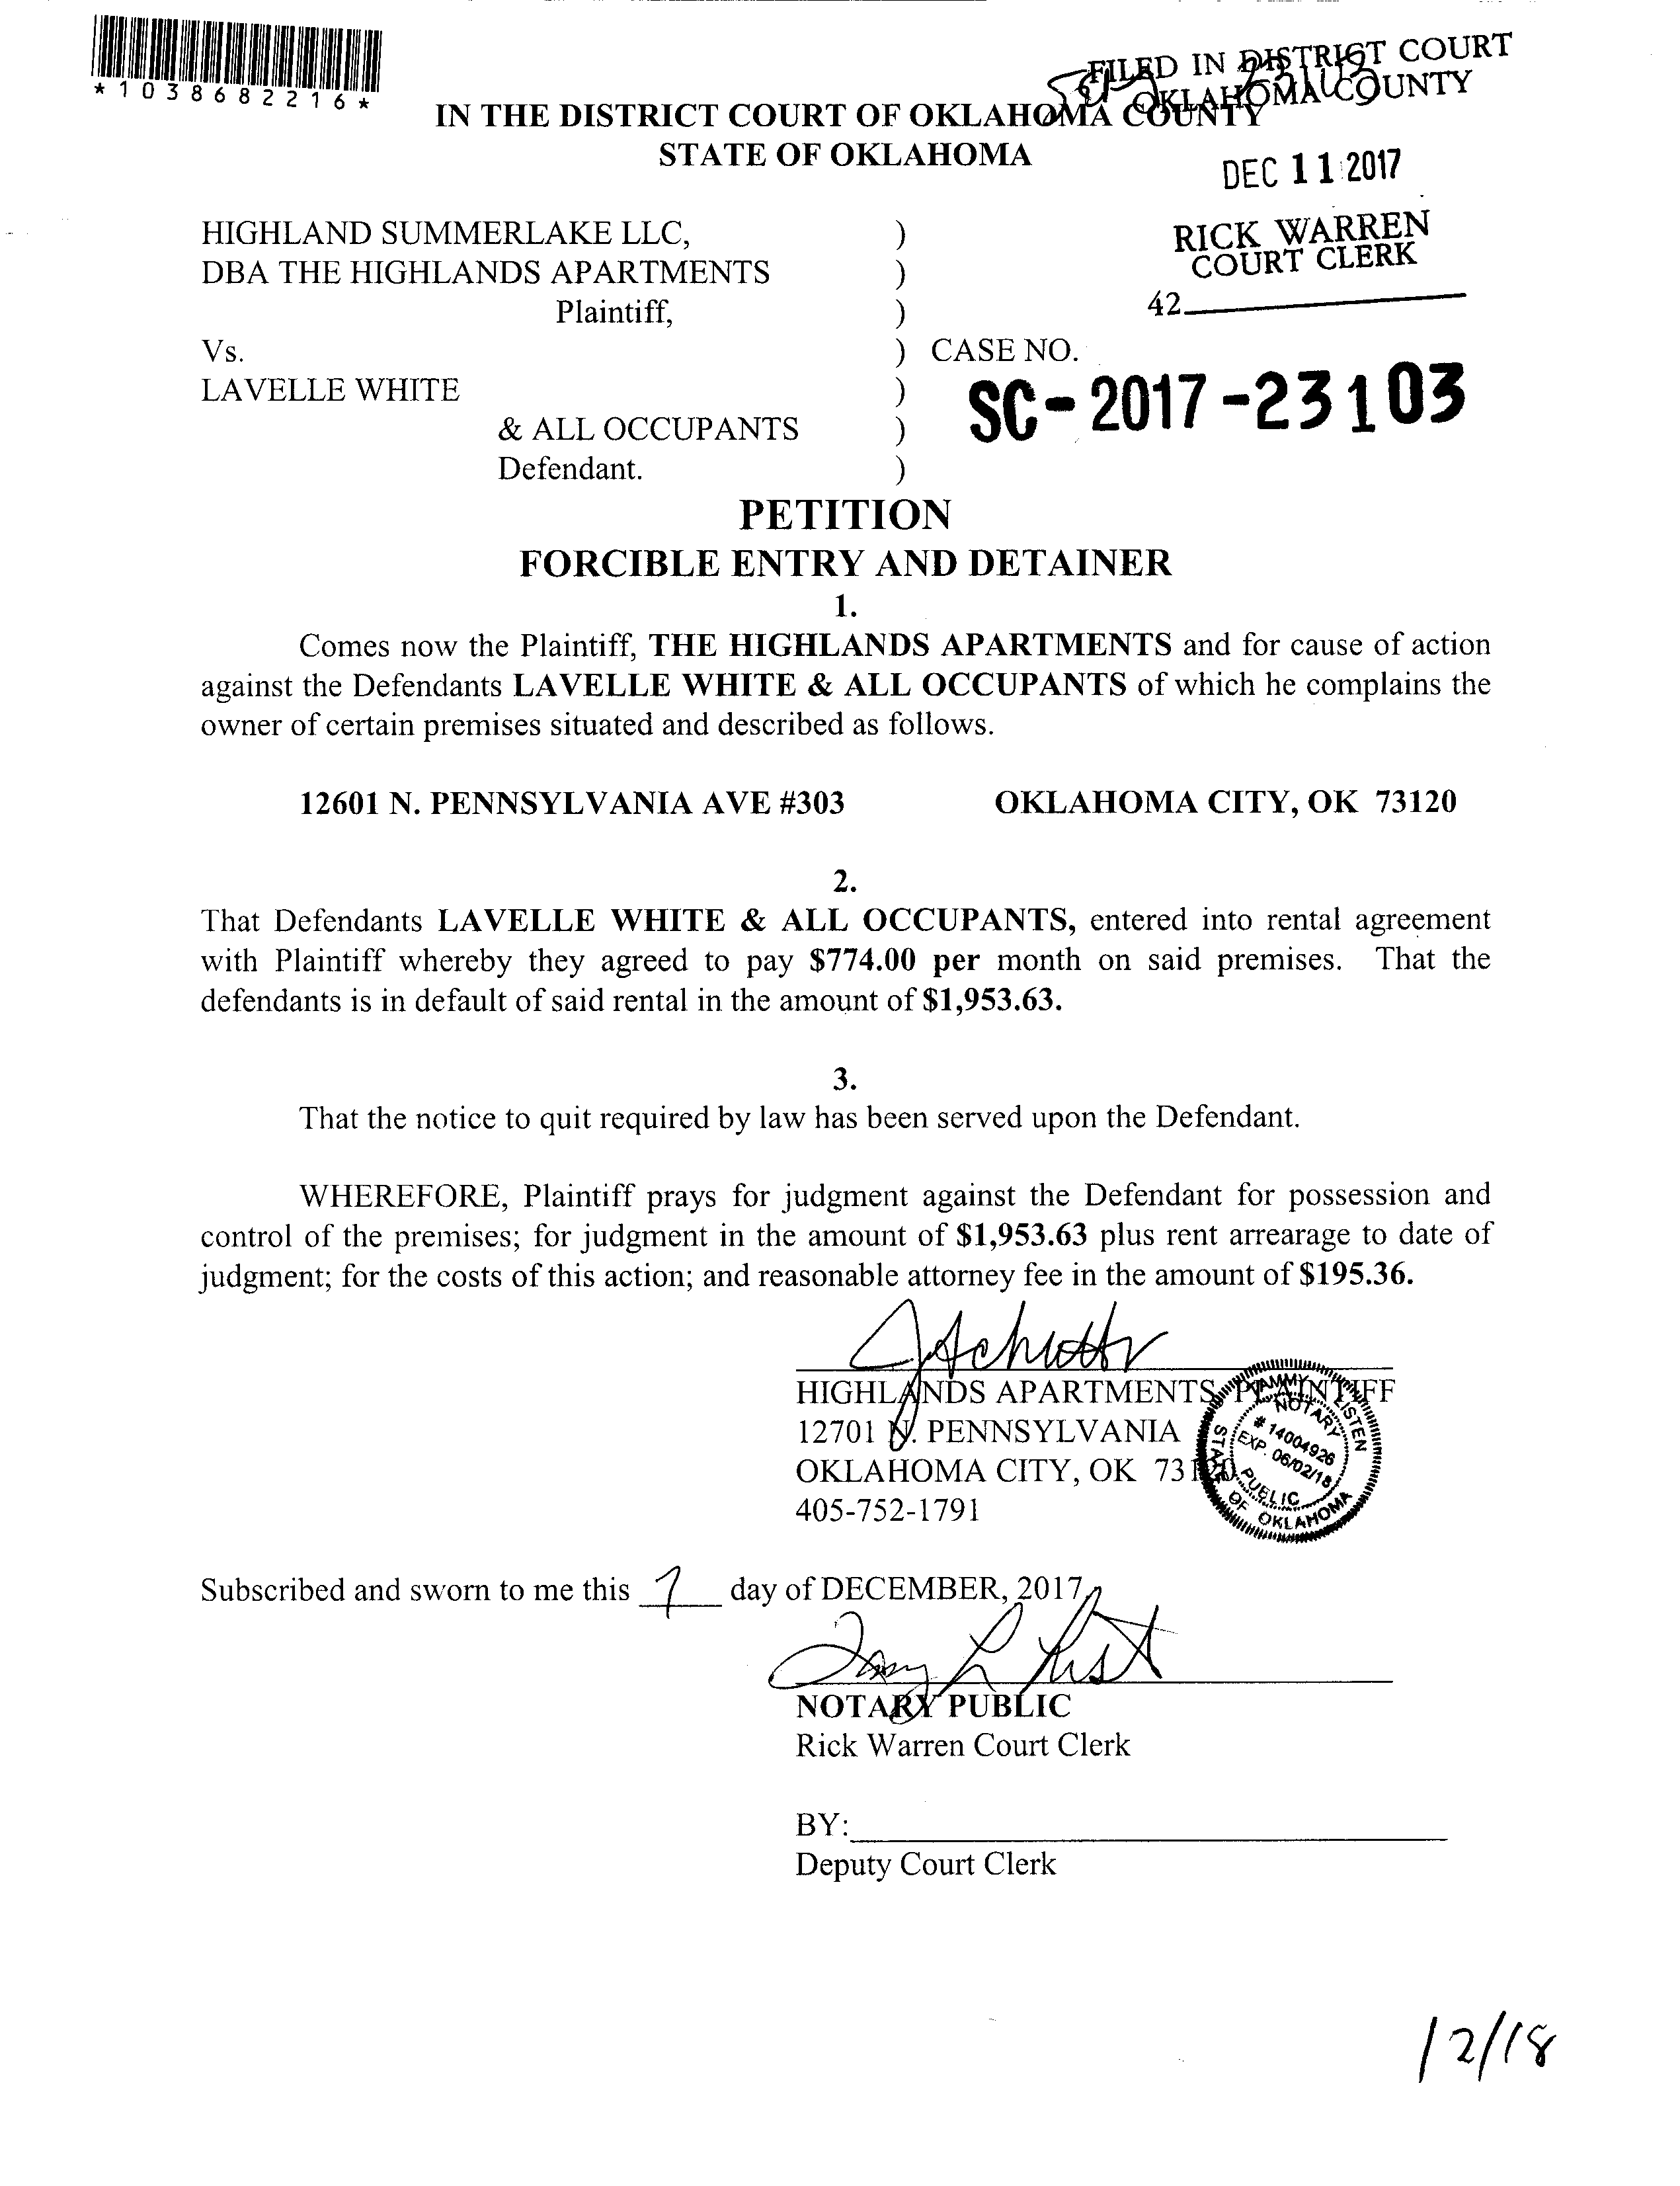 *1038682216*
FILED IN DISTRICT COURT
OKLAHOMA COUNTY
IN THE DISTRICT COURT OF OKLAHOMA COUNTY
STATE OF OKLAHOMA
DEC 11 2017
RICK WARREN
COURT CLERK
42
HIGHLAND SUMMERLAKE LLC, )
DBA THE HIGHLANDS APARTMENTS )
Plaintiff, )
Vs. ) CASE NO.
LAVELLE WHITE )
SC-2017-23103
& ALL OCCUPANTS )
Defendant. )
PETITION
FORCIBLE ENTRY AND DETAINER
1.
Comes now the Plaintiff, THE HIGHLANDS APARTMENTS and for cause of action
against the Defendants LAVELLE WHITE & ALL OCCUPANTS of which he complains the
owner of certain premises situated and described as follows.
12601 N. PENNSYLVANIA AVE #303 OKLAHOMA CITY, OK 73120
2.
That Defendants LAVELLE WHITE & ALL OCCUPANTS, entered into rental agreement
with Plaintiff whereby they agreed to pay $774.00 per month on said premises. That the
defendants is in default of said rental in the amount of $1,953.63.
3.
That the notice to quit required by law has been served upon the Defendant.
WHEREFORE, Plaintiff prays for judgment against the Defendant for possession and
control of the premises; for judgment in the amount of $1,953.63 plus rent arrearage to date of
judgment; for the costs of this action; and reasonable attorney fee in the amount of $195.36.
HIGHLANDS APARTMENTS, PLAINTIFF
12701 N. PENNSYLVANIA
OKLAHOMA CITY, OK 73120
405-752-1791
NOTARY
# 14004926
EXP. 06/02/18
PUBLIC
STATE OF OKLAHOMA
Subscribed and sworn to me this 7 day of DECEMBER, 2017
NOTARY PUBLIC
Rick Warren Court Clerk
BY:
Deputy Court Clerk
12/18